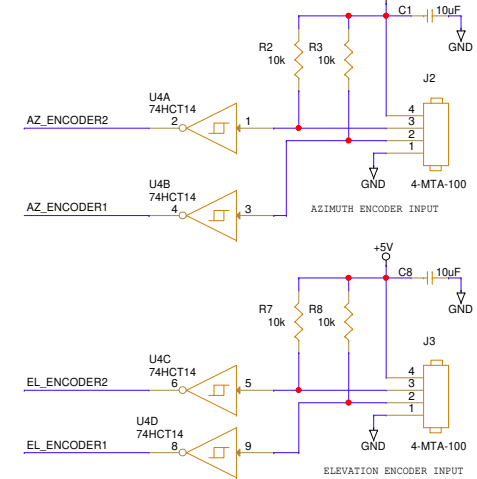 C1 10uF
GND
R2 R3
10k 10k
J2
U4A
74HCT14
AZ_ENCODER2 2 1
4
3
2
1
U4B
74HCT14
AZ_ENCODER1 4 3
GND 4-MTA-100
AZIMUTH ENCODER INPUT
+5V
C8 10uF
GND
R7 R8
10k 10k
J3
U4C
74HCT14
EL_ENCODER2 6 5
4
3
2
1
U4D
74HCT14
EL_ENCODER1 8 9
GND 4-MTA-100
ELEVATION ENCODER INPUT